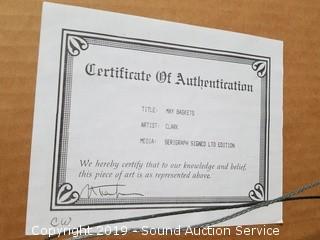 Certificate Of Authentication
TITLE: MAY BASKETS
ARTIST: CLARK
MEDIA: SERIGRAPH SIGNED LTD EDITION
We hereby certify that to our knowledge and belief,
this piece of art is as represented above.
CW
Copyright 2019 - Sound Auction Service